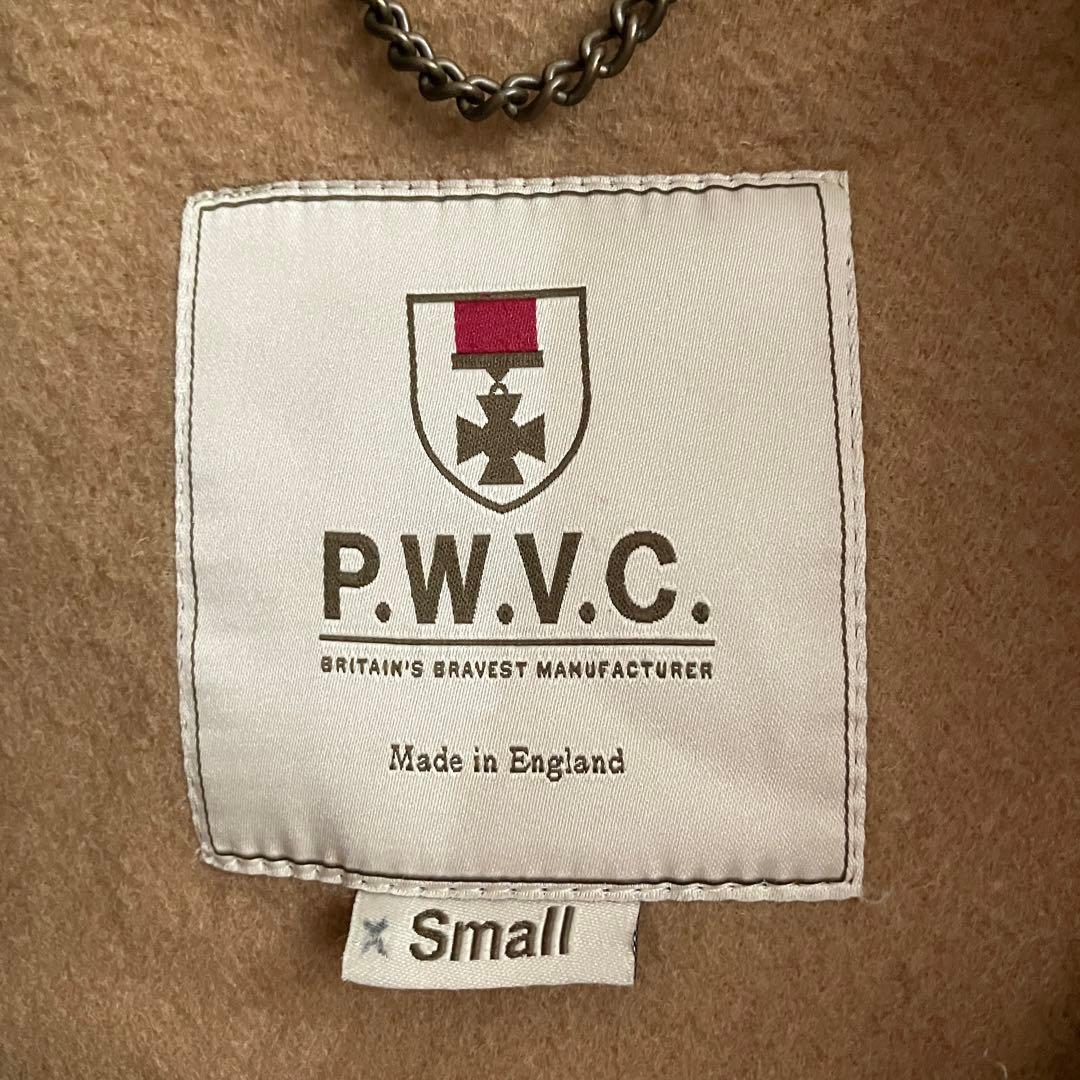 P.W.V.C.
BRITAIN'S BRAVEST MANUFACTURER
Made in England
x Small